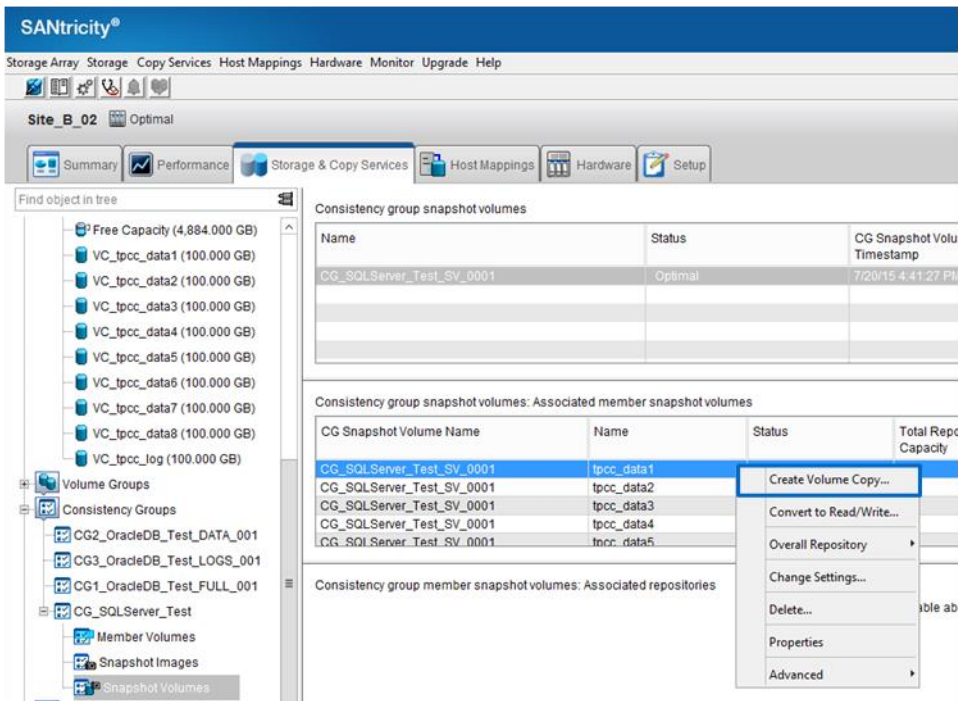 SANtricity®
Storage Array Storage Copy Services Host Mappings Hardware Monitor Upgrade Help
Site_B_02 Optimal
Summary Performance Storage & Copy Services Host Mappings Hardware Setup
Find object in tree
Free Capacity (4,884.000 GB)
VC_tpcc_data1 (100.000 GB)
VC_tpcc_data2 (100.000 GB)
VC_tpcc_data3 (100.000 GB)
VC_tpcc_data4 (100.000 GB)
VC_tpcc_data5 (100.000 GB)
VC_tpcc_data6 (100.000 GB)
VC_tpcc_data7 (100.000 GB)
VC_tpcc_data8 (100.000 GB)
VC_tpcc_log (100.000 GB)
Volume Groups
Consistency Groups
CG2_OracleDB_Test_DATA_001
CG3_OracleDB_Test_LOGS_001
CG1_OracleDB_Test_FULL_001
CG_SQLServer_Test
Member Volumes
Snapshot Images
Snapshot Volumes
Consistency group snapshot volumes
Name Status CG Snapshot Volu
Timestamp
CG_SQLServer_Test_SV_0001 Optimal 7/20/15 4:41:27 PM
Consistency group snapshot volumes: Associated member snapshot volumes
CG Snapshot Volume Name Name Status Total Repo
Capacity
CG_SQLServer_Test_SV_0001 tpcc_data1
CG_SQLServer_Test_SV_0001 tpcc_data2
CG_SQLServer_Test_SV_0001 tpcc_data3
CG_SQLServer_Test_SV_0001 tpcc_data4
CG_SQLServer_Test_SV_0001 tpcc_data5
Create Volume Copy...
Convert to Read/Write...
Overall Repository
Change Settings...
Delete...
Properties
Advanced
Consistency group member snapshot volumes: Associated repositories
able ab